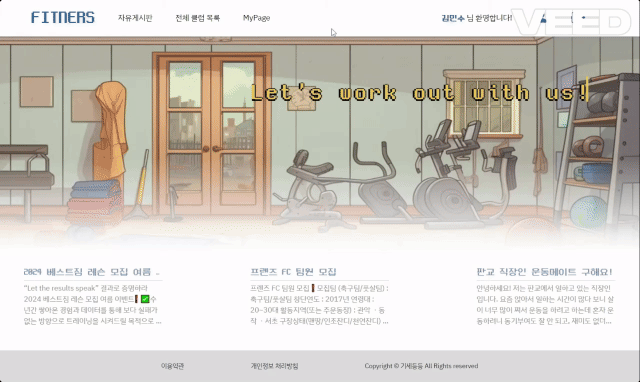 FITNERS
자유게시판
전체 클럽 목록
MyPage
김민수 님 환영합니다!
VEED
Let's work out with us!
2024 베스트짐 레슨 모집 여름 …
"Let the results speak" 결과로 증명하라
2024 베스트짐 레슨 모집 여름 이벤트 수
년간 쌓여온 경험과 데이터를 통해 보다 실패가
없는 방향으로 트레이닝을 시켜드릴 목적으로 …
프랜즈 FC 팀원 모집
프랜즈 FC 팀원 모집 모집팀 (축구팀/풋살팀) :
축구팀/풋살팀 창단연도 : 2017년 연령대 :
20~30대 활동지역(또는 주운동장) : 관악 ・ 동
작 ・ 서초 구장상태(맨땅/인조잔디/천연잔디) …
판교 직장인 운동메이트 구해요!
안녕하세요! 저는 판교에서 일하고 있는 직장인
입니다. 요즘 앉아서 일하는 시간이 많다 보니 살
이 너무 많이 쪄서 운동을 하려고 하는데 혼자 운
동하려니 동기부여도 잘 안 되고, 재미도 없더…
이용약관
개인정보 처리방침
Copyright © 기세등등 All Rights Reserved